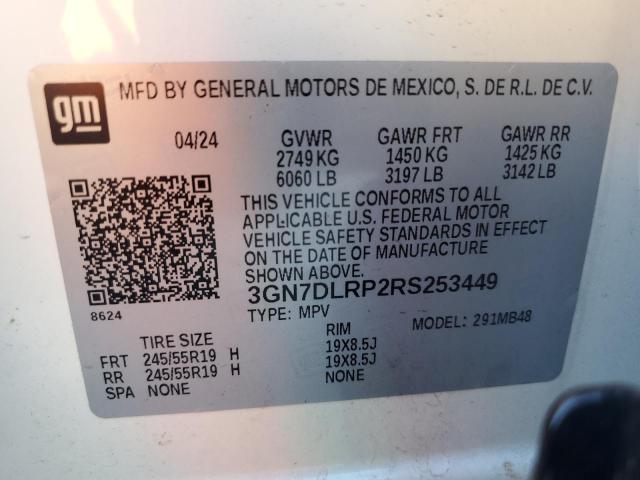 gm MFD BY GENERAL MOTORS DE MEXICO, S. DE R.L. DE C.V.
04/24 GVWR GAWR FRT GAWR RR
2749 KG 1450 KG 1425 KG
6060 LB 3197 LB 3142 LB
THIS VEHICLE CONFORMS TO ALL
APPLICABLE U.S. FEDERAL MOTOR
VEHICLE SAFETY STANDARDS IN EFFECT
ON THE DATE OF MANUFACTURE
SHOWN ABOVE.
3GN7DLRP2RS253449
8624 TYPE: MPV MODEL: 291MB48
TIRE SIZE RIM
FRT 245/55R19 H 19X8.5J
RR 245/55R19 H 19X8.5J
SPA NONE NONE